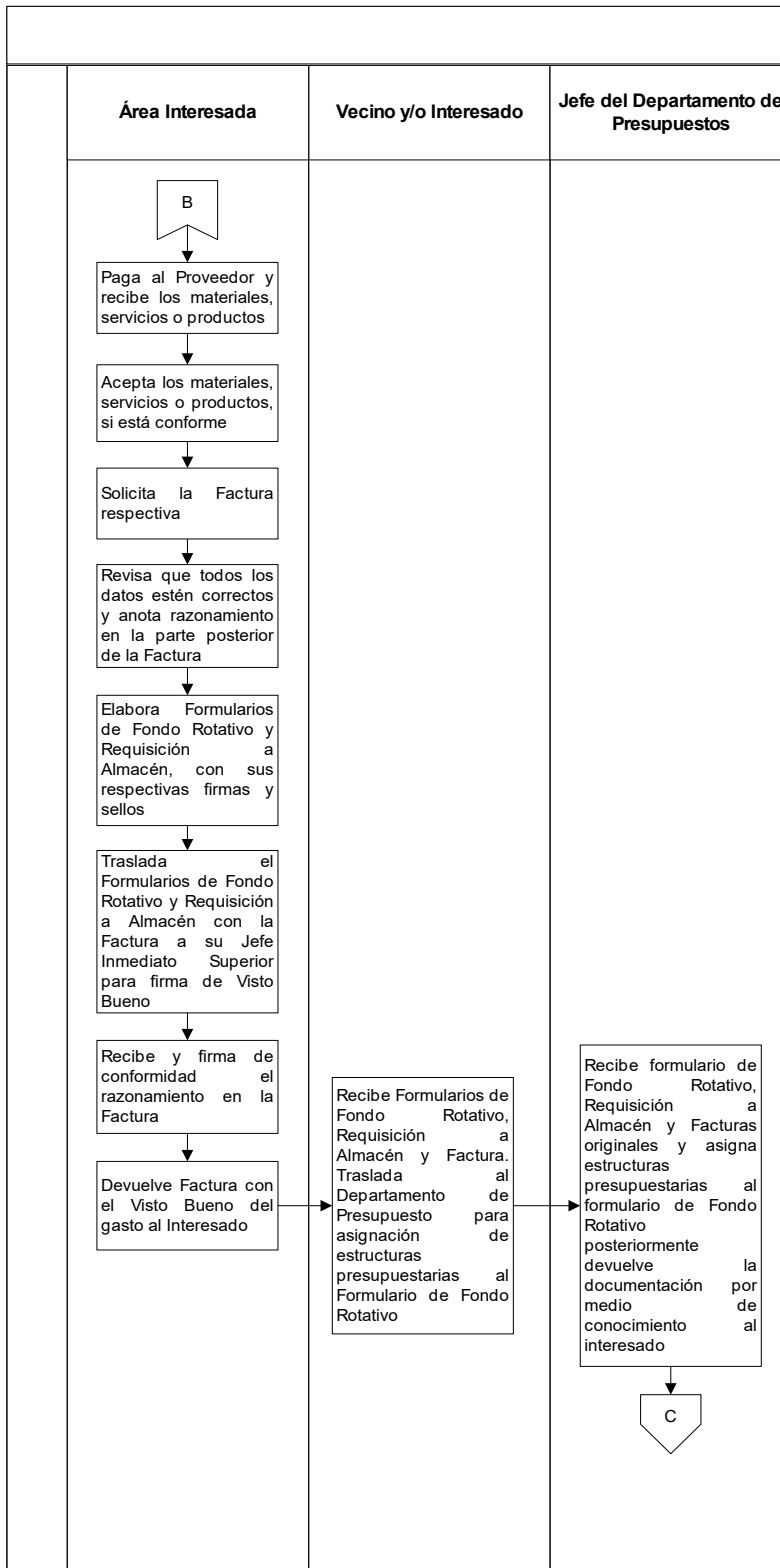 Área Interesada
Vecino y/o Interesado
Jefe del Departamento de
Presupuestos
B
Paga al Proveedor y
recibe los materiales,
servicios o productos
Acepta los materiales,
servicios o productos,
si está conforme
Solicita la Factura
respectiva
Revisa que todos los
datos estén correctos
y anota razonamiento
en la parte posterior
de la Factura
Elabora Formularios
de Fondo Rotativo y
Requisición a
Almacén, con sus
respectivas firmas y
sellos
Traslada el
Formularios de Fondo
Rotativo y Requisición
a Almacén con la
Factura a su Jefe
Inmediato Superior
para firma de Visto
Bueno
Recibe y firma de
conformidad el
razonamiento en la
Factura
Devuelve Factura con
el Visto Bueno del
gasto al Interesado
Recibe Formularios de
Fondo Rotativo,
Requisición a
Almacén y Factura.
Traslada al
Departamento de
Presupuesto para
asignación de
estructuras
presupuestarias al
Formulario de Fondo
Rotativo
Recibe formulario de
Fondo Rotativo,
Requisición a
Almacén y Facturas
originales y asigna
estructuras
presupuestarias al
formulario de Fondo
Rotativo
posteriormente
devuelve la
documentación por
medio de
conocimiento al
interesado
C